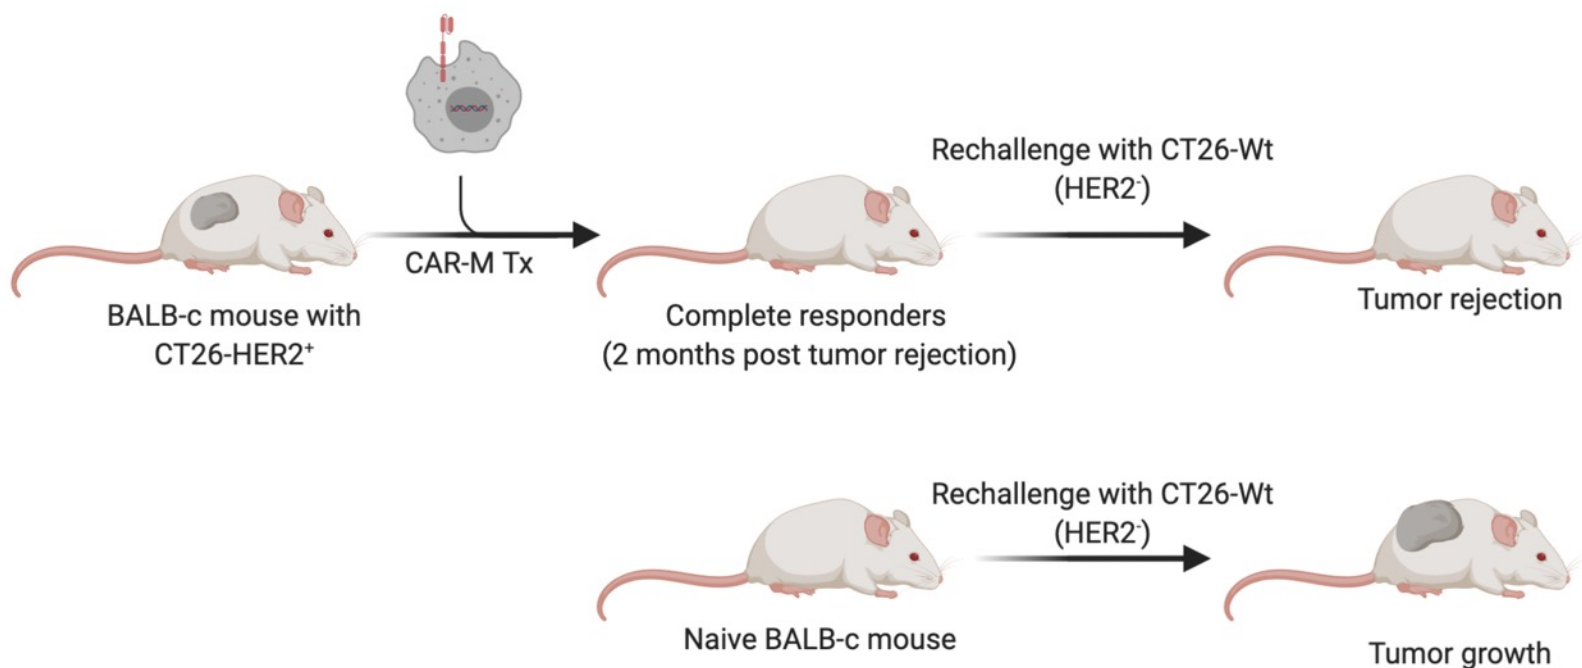 Rechallenge with CT26-Wt
(HER2⁻)
CAR-M Tx
BALB-c mouse with
CT26-HER2⁺
Complete responders
(2 months post tumor rejection)
Tumor rejection
Rechallenge with CT26-Wt
(HER2⁻)
Naive BALB-c mouse
Tumor growth